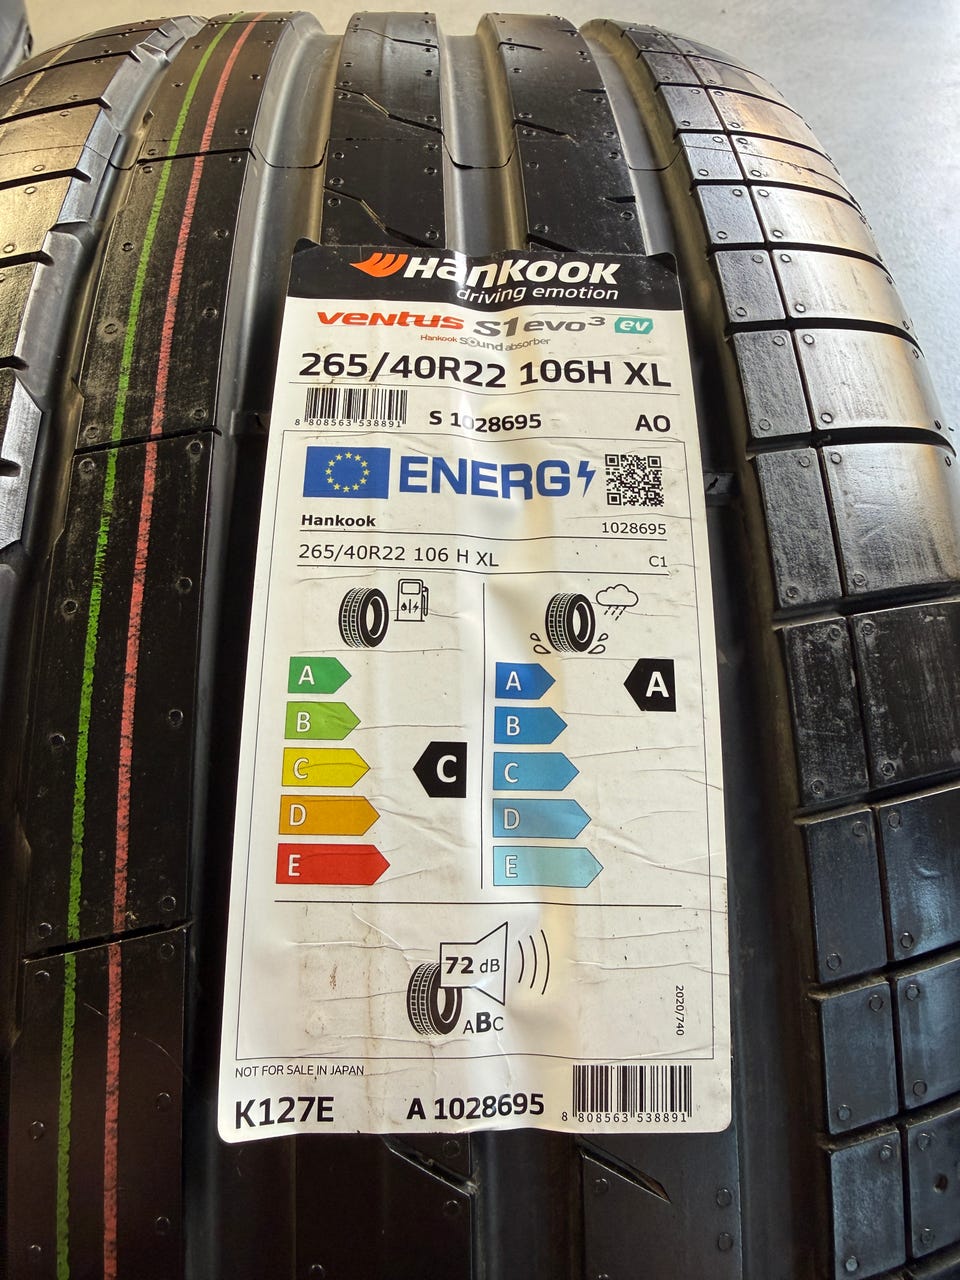 HanKOOK
driving emotion
ventus S1 evo3 ev
Hankook Sound absorber
265/40R22 106H XL
8 808563 538891
S 1028695
AO
ENERG
Hankook
1028695
265/40R22 106 H XL
C1
A
A
A
B
B
C
C
C
D
D
E
E
72 dB
ABC
2020/740
NOT FOR SALE IN JAPAN
K127E
A 1028695
8 808563 538891